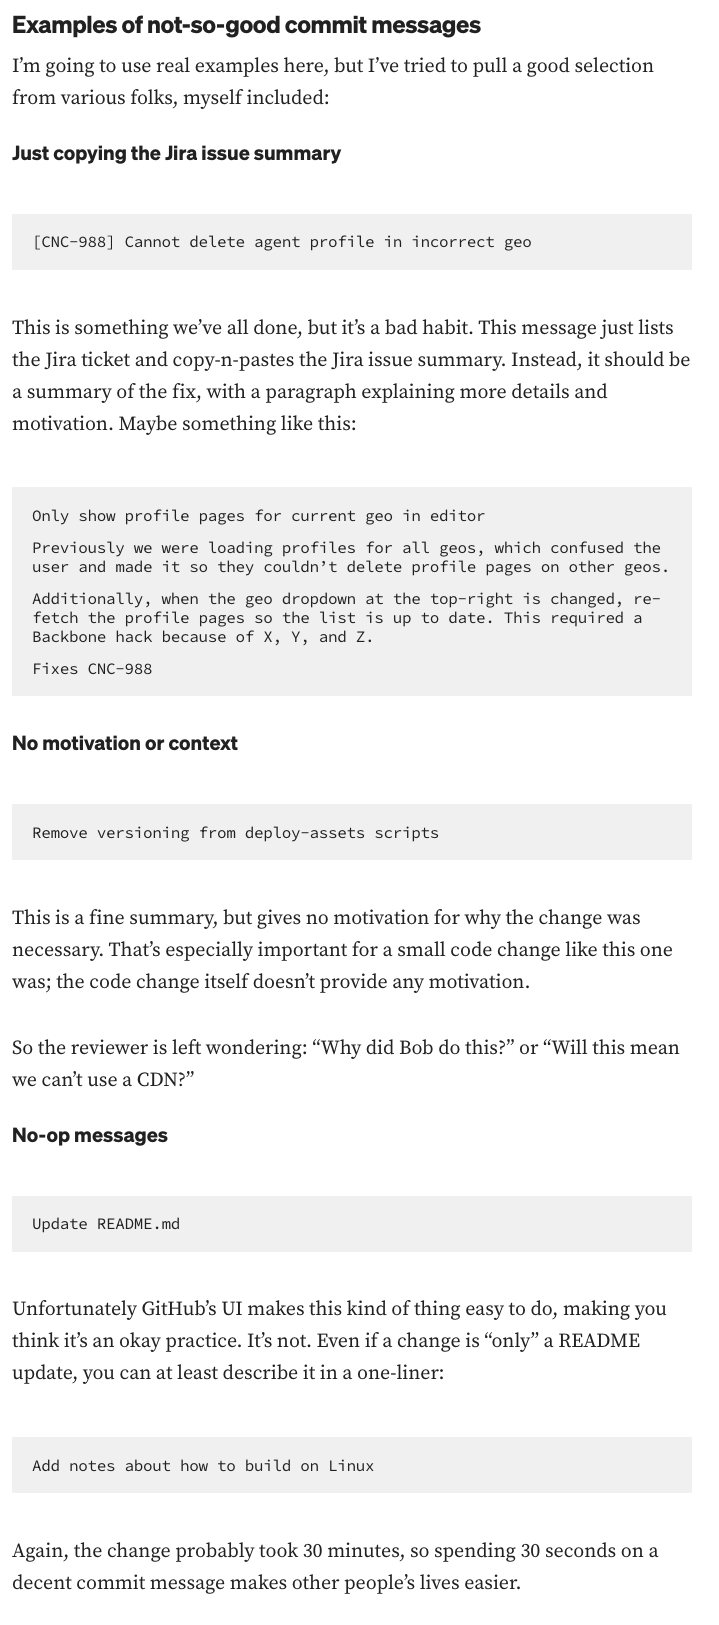 Examples of not-so-good commit messages
I’m going to use real examples here, but I’ve tried to pull a good selection
from various folks, myself included:
Just copying the Jira issue summary
[CNC-988] Cannot delete agent profile in incorrect geo
This is something we’ve all done, but it’s a bad habit. This message just lists
the Jira ticket and copy-n-pastes the Jira issue summary. Instead, it should be
a summary of the fix, with a paragraph explaining more details and
motivation. Maybe something like this:
Only show profile pages for current geo in editor
Previously we were loading profiles for all geos, which confused the
user and made it so they couldn’t delete profile pages on other geos.
Additionally, when the geo dropdown at the top-right is changed, re-
fetch the profile pages so the list is up to date. This required a
Backbone hack because of X, Y, and Z.
Fixes CNC-988
No motivation or context
Remove versioning from deploy-assets scripts
This is a fine summary, but gives no motivation for why the change was
necessary. That’s especially important for a small code change like this one
was; the code change itself doesn’t provide any motivation.
So the reviewer is left wondering: “Why did Bob do this?” or “Will this mean
we can’t use a CDN?”
No-op messages
Update README.md
Unfortunately GitHub’s UI makes this kind of thing easy to do, making you
think it’s an okay practice. It’s not. Even if a change is “only” a README
update, you can at least describe it in a one-liner:
Add notes about how to build on Linux
Again, the change probably took 30 minutes, so spending 30 seconds on a
decent commit message makes other people’s lives easier.